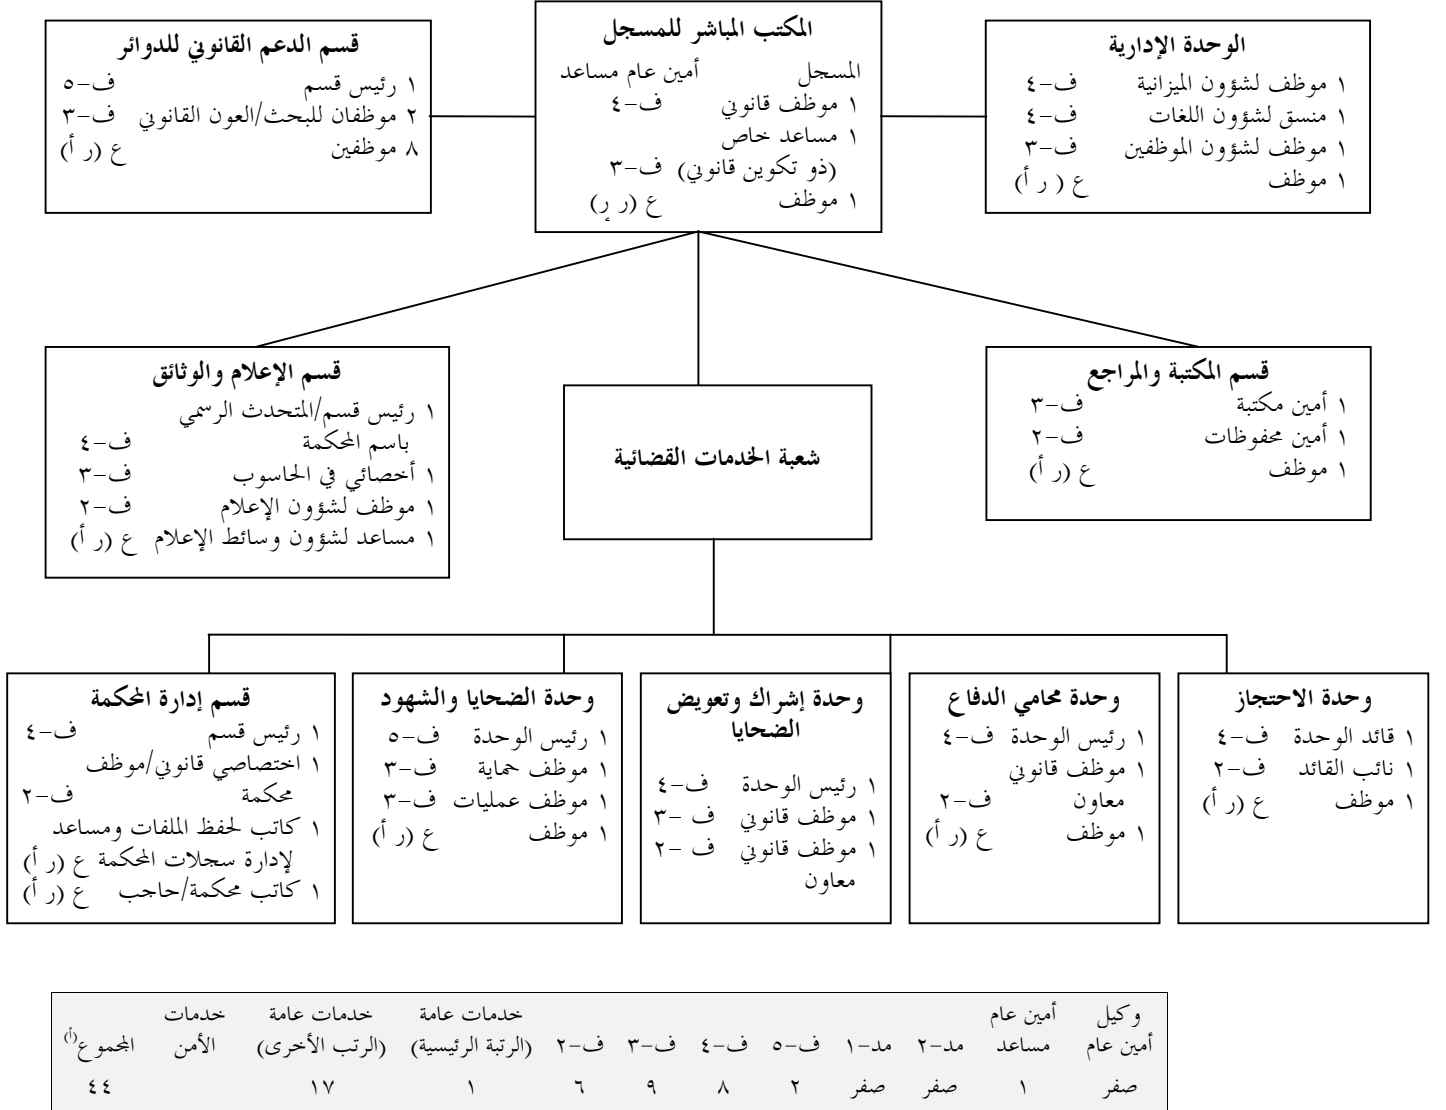 المكتب المباشر للمسجل
المسجل أمين عام مساعد
١ موظف قانوني ف-٤
١ مساعد خاص
(ذو تكوين قانوني) ف-٣
١ موظف ع (ر ر)
الوحدة الإدارية
١ موظف لشؤون الميزانية ف-٤
١ منسق لشؤون اللغات ف-٤
١ موظف لشؤون الموظفين ف-٣
١ موظف ع ( ر أ)
قسم الدعم القانوني للدوائر
١ رئيس قسم ف-٥
٢ موظفان للبحث/العون القانوني ف-٣
٨ موظفين ع (ر أ)
قسم المكتبة والمراجع
١ أمين مكتبة ف-٣
١ أمين محفوظات ف-٢
١ موظف ع (ر أ)
شعبة الخدمات القضائية
قسم الإعلام والوثائق
١ رئيس قسم/المتحدث الرسمي
باسم المحكمة ف-٤
١ أخصائي في الحاسوب ف-٣
١ موظف لشؤون الإعلام ف-٢
١ مساعد لشؤون وسائط الإعلام ع (ر أ)
وحدة الاحتجاز
١ قائد الوحدة ف-٤
١ نائب القائد ف-٢
١ موظف ع (ر أ)
وحدة محامي الدفاع
١ رئيس الوحدة ف-٤
١ موظف قانوني
معاون ف-٢
١ موظف ع (ر أ)
وحدة إشراك وتعويض
الضحايا
١ رئيس الوحدة ف-٤
١ موظف قانوني ف -٣
١ موظف قانوني ف -٢
معاون
وحدة الضحايا والشهود
١ رئيس الوحدة ف-٥
١ موظف حماية ف-٣
١ موظف عمليات ف-٣
١ موظف ع (ر أ)
قسم إدارة المحكمة
١ رئيس قسم ف-٤
١ اختصاصي قانوني/موظف
محكمة ف-٢
١ كاتب لحفظ الملفات ومساعد
لإدارة سجلات المحكمة ع (ر أ)
١ كاتب محكمة/حاجب ع (ر أ)
وكيل أمين عام خدمات عامة خدمات عامة خدمات
أمين عام مساعد مد-٢ مد-١ ف-٥ ف-٤ ف-٣ ف-٢ (الرتبة الرئيسية) (الرتب الأخرى) الأمن المجموع(أ)
صفر ١ صفر صفر ٢ ٨ ٩ ٦ ١ ١٧ ٤٤